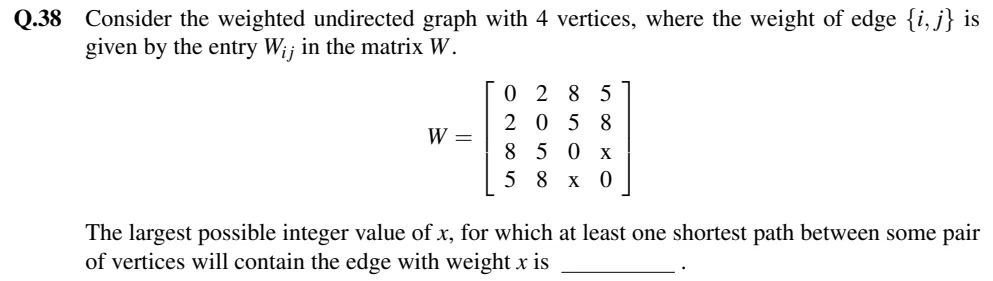 Q.38 Consider the weighted undirected graph with 4 vertices, where the weight of edge {i, j} is
given by the entry Wij in the matrix W.
0 2 8 5
2 0 5 8
W = 8 5 0 x
5 8 x 0
The largest possible integer value of x, for which at least one shortest path between some pair
of vertices will contain the edge with weight x is __________ .